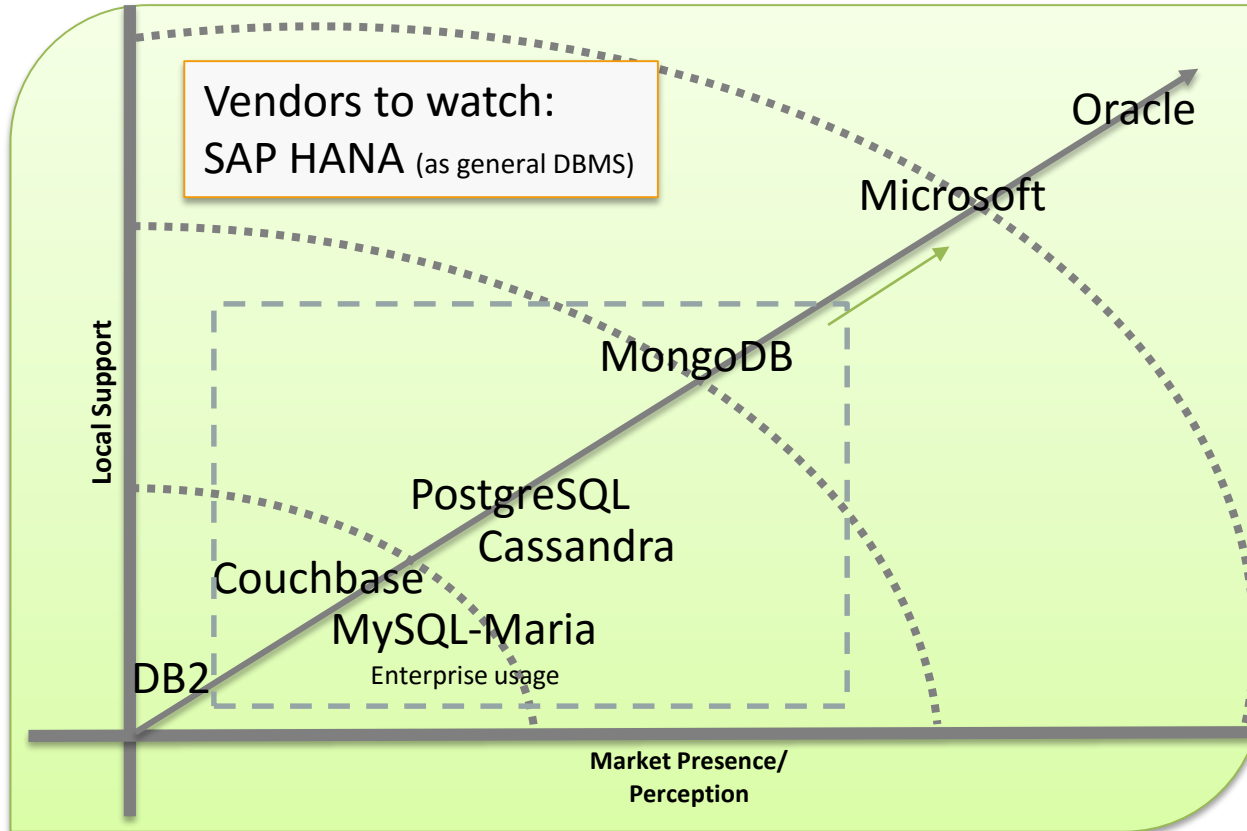 Vendors to watch:
SAP HANA (as general DBMS)
Oracle
Microsoft
MongoDB
PostgreSQL
Cassandra
Couchbase
MySQL-Maria
Enterprise usage
DB2
Local Support
Market Presence/
Perception